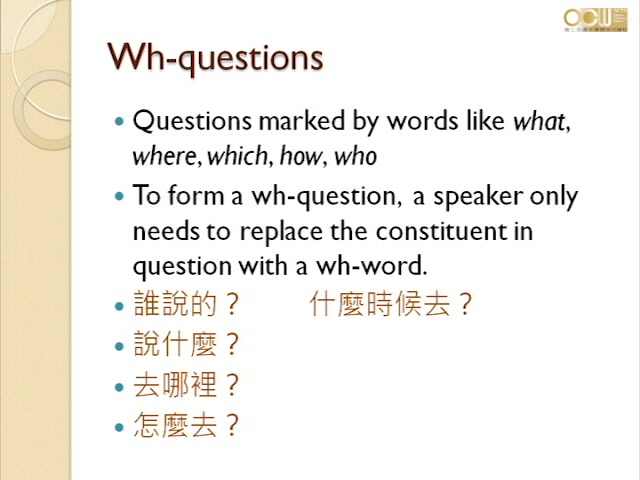 OCW
Wh-questions
Questions marked by words like what,
where, which, how, who
To form a wh-question, a speaker only
needs to replace the constituent in
question with a wh-word.
誰說的？ 什麼時候去？
說什麼？
去哪裡？
怎麼去？